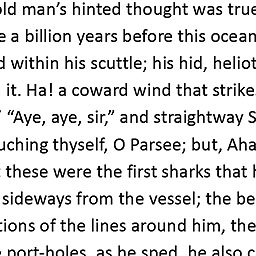 old man's hinted thought was true
a billion years before this ocean
within his scuttle; his hid, heliot
it. Ha! a coward wind that strikes
“Aye, aye, sir,” and straightway S
uching thyself, O Parsee; but, Aha
these were the first sharks that h
sideways from the vessel; the be
tions of the lines around him, the
port-holes, as he sped, he also c